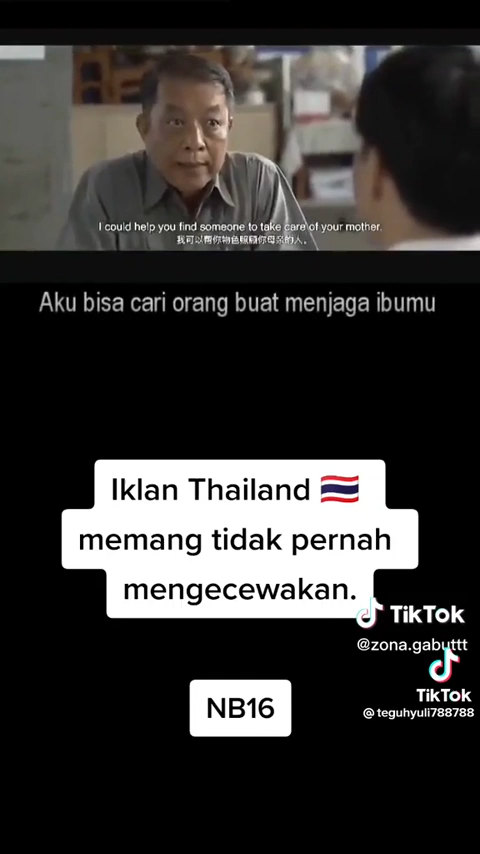 I could help you find someone to take care of your mother.
我可以幫你物色照顧你母亲的人。
Aku bisa cari orang buat menjaga ibumu
Iklan Thailand 🇹🇭
memang tidak pernah
mengecewakan.
TikTok
@zona.gabuttt
TikTok
@teguhyuli788788
NB16